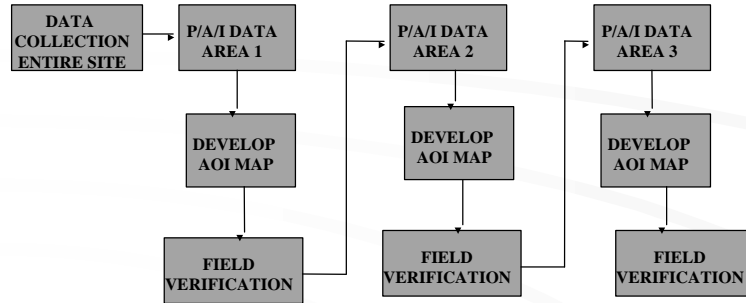 DATA
COLLECTION
ENTIRE SITE
P/A/I DATA
AREA 1
DEVELOP
AOI MAP
FIELD
VERIFICATION
P/A/I DATA
AREA 2
DEVELOP
AOI MAP
FIELD
VERIFICATION
P/A/I DATA
AREA 3
DEVELOP
AOI MAP
FIELD
VERIFICATION